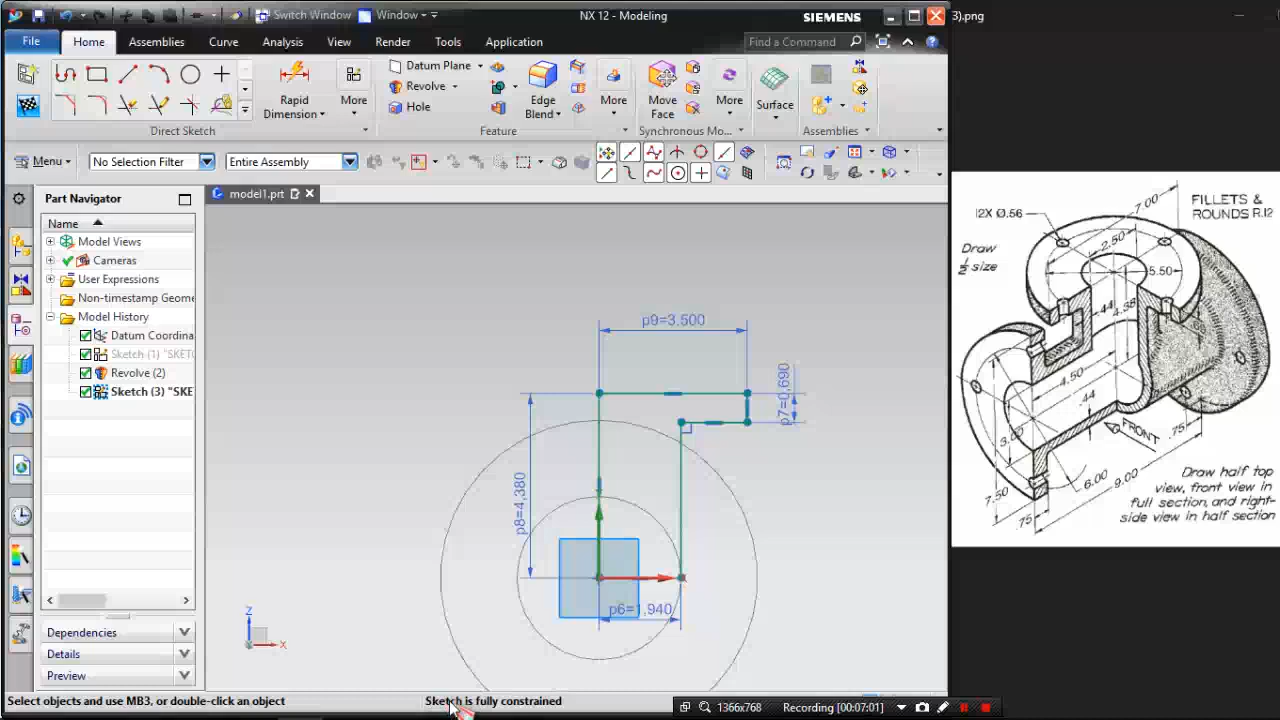 Switch Window
Window
NX 12 - Modeling
SIEMENS
3).png
File
Home
Assemblies
Curve
Analysis
View
Render
Tools
Application
Find a Command
Rapid
Dimension
More
Direct Sketch
Datum Plane
Revolve
Hole
Edge
Blend
More
Feature
Move
Face
More
Synchronous Mo...
Surface
Assemblies
Menu
No Selection Filter
Entire Assembly
Part Navigator
model1.prt
Name
Model Views
Cameras
User Expressions
Non-timestamp Geome
Model History
Datum Coordina
Sketch (1) "SKETC
Revolve (2)
Sketch (3) "SKE
Dependencies
Details
Preview
p9=3.500
p7=0,690
p8=4,380
p6=1,940
Z
X
12X Ø.56
7.00
FILLETS &
ROUNDS R.12
Draw
½ size
2.50
5.50
.44
4.38
4.50
.44
FRONT
.75
6.00
9.00
7.50
.75
Draw half top
view, front view in
full section, and right-
side view in half section
Select objects and use MB3, or double-click an object
Sketch is fully constrained
1366x768
Recording [00:07:01]